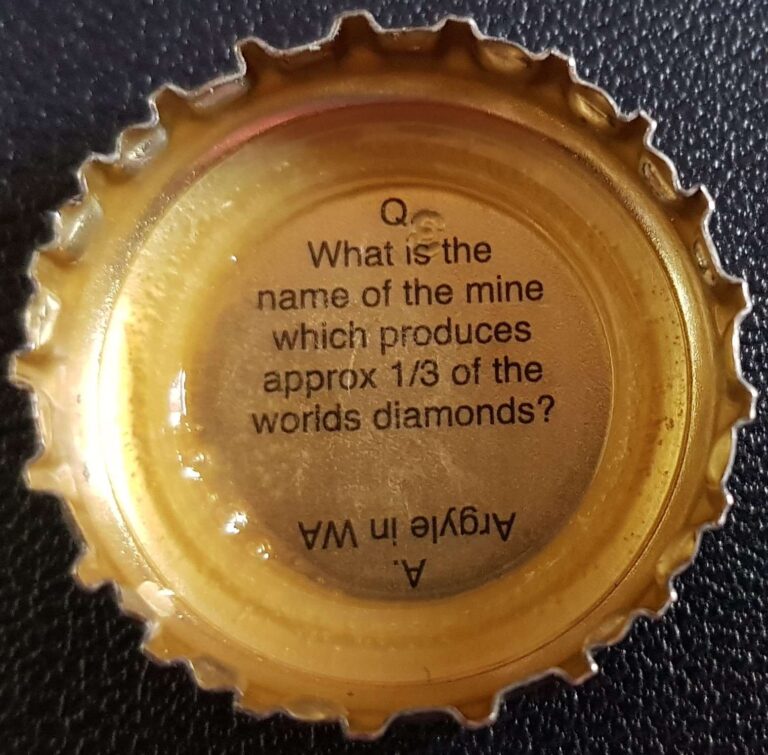 Q.
What is the
name of the mine
which produces
approx 1/3 of the
worlds diamonds?
A.
Argyle in WA